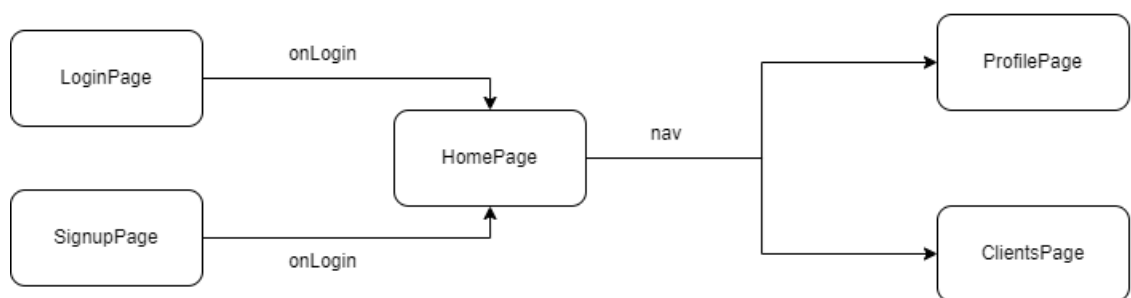 LoginPage
onLogin
SignupPage
onLogin
HomePage
nav
ProfilePage
ClientsPage